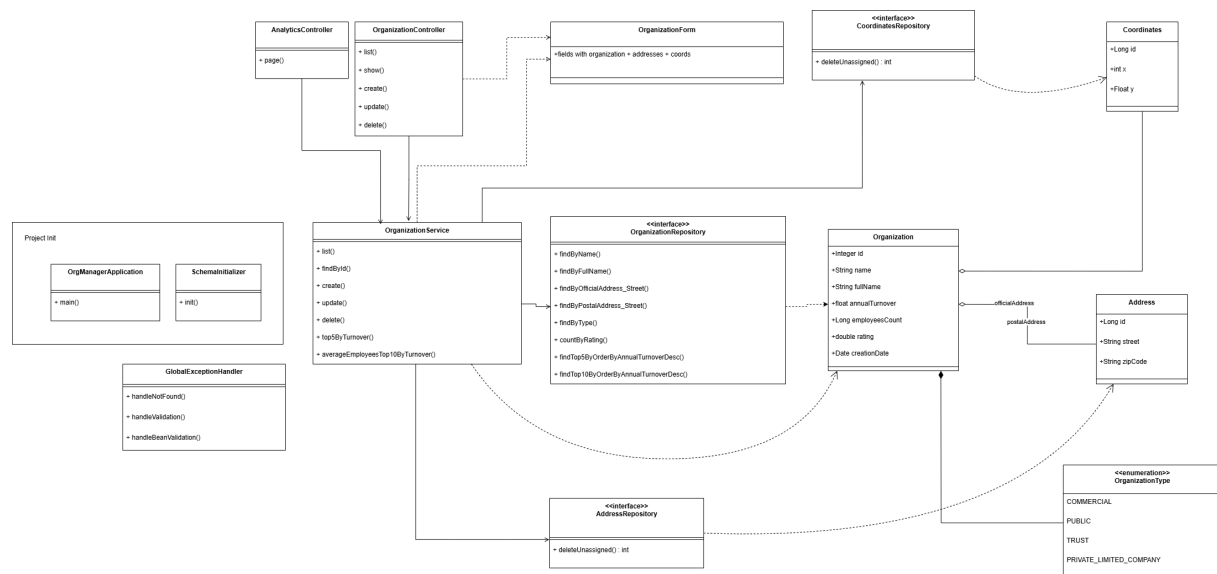 AnalyticsController
+ page()
OrganizationController
+ list()
+ show()
+ create()
+ update()
+ delete()
OrganizationForm
+fields with organization + addresses + coords
<<interface>>
CoordinatesRepository
+ deleteUnassigned() : int
Coordinates
+Long id
+int x
+Float y
Project Init
OrgManagerApplication
+ main()
SchemaInitializer
+ init()
OrganizationService
+ list()
+ findById()
+ create()
+ update()
+ delete()
+ top5ByTurnover()
+ averageEmployeesTop10ByTurnover()
<<interface>>
OrganizationRepository
+ findByName()
+ findByFullName()
+ findByOfficialAddress_Street()
+ findByPostalAddress_Street()
+ findByType()
+ countByRating()
+ findTop5ByOrderByAnnualTurnoverDesc()
+ findTop10ByOrderByAnnualTurnoverDesc()
Organization
+Integer id
+String name
+String fullName
+float annualTurnover
+Long employeesCount
+double rating
+Date creationDate
officialAddress
postalAddress
Address
+Long id
+String street
+String zipCode
GlobalExceptionHandler
+ handleNotFound()
+ handleValidation()
+ handleBeanValidation()
<<interface>>
AddressRepository
+ deleteUnassigned() : int
<<enumeration>>
OrganizationType
COMMERCIAL
PUBLIC
TRUST
PRIVATE_LIMITED_COMPANY